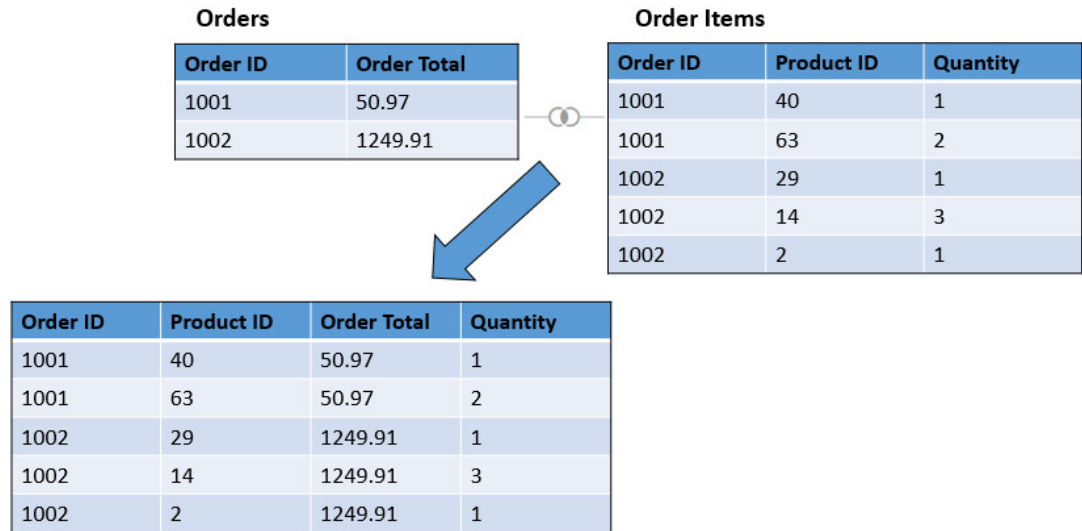 Orders
Order ID Order Total
1001 50.97
1002 1249.91
Order Items
Order ID Product ID Quantity
1001 40 1
1001 63 2
1002 29 1
1002 14 3
1002 2 1
Order ID Product ID Order Total Quantity
1001 40 50.97 1
1001 63 50.97 2
1002 29 1249.91 1
1002 14 1249.91 3
1002 2 1249.91 1